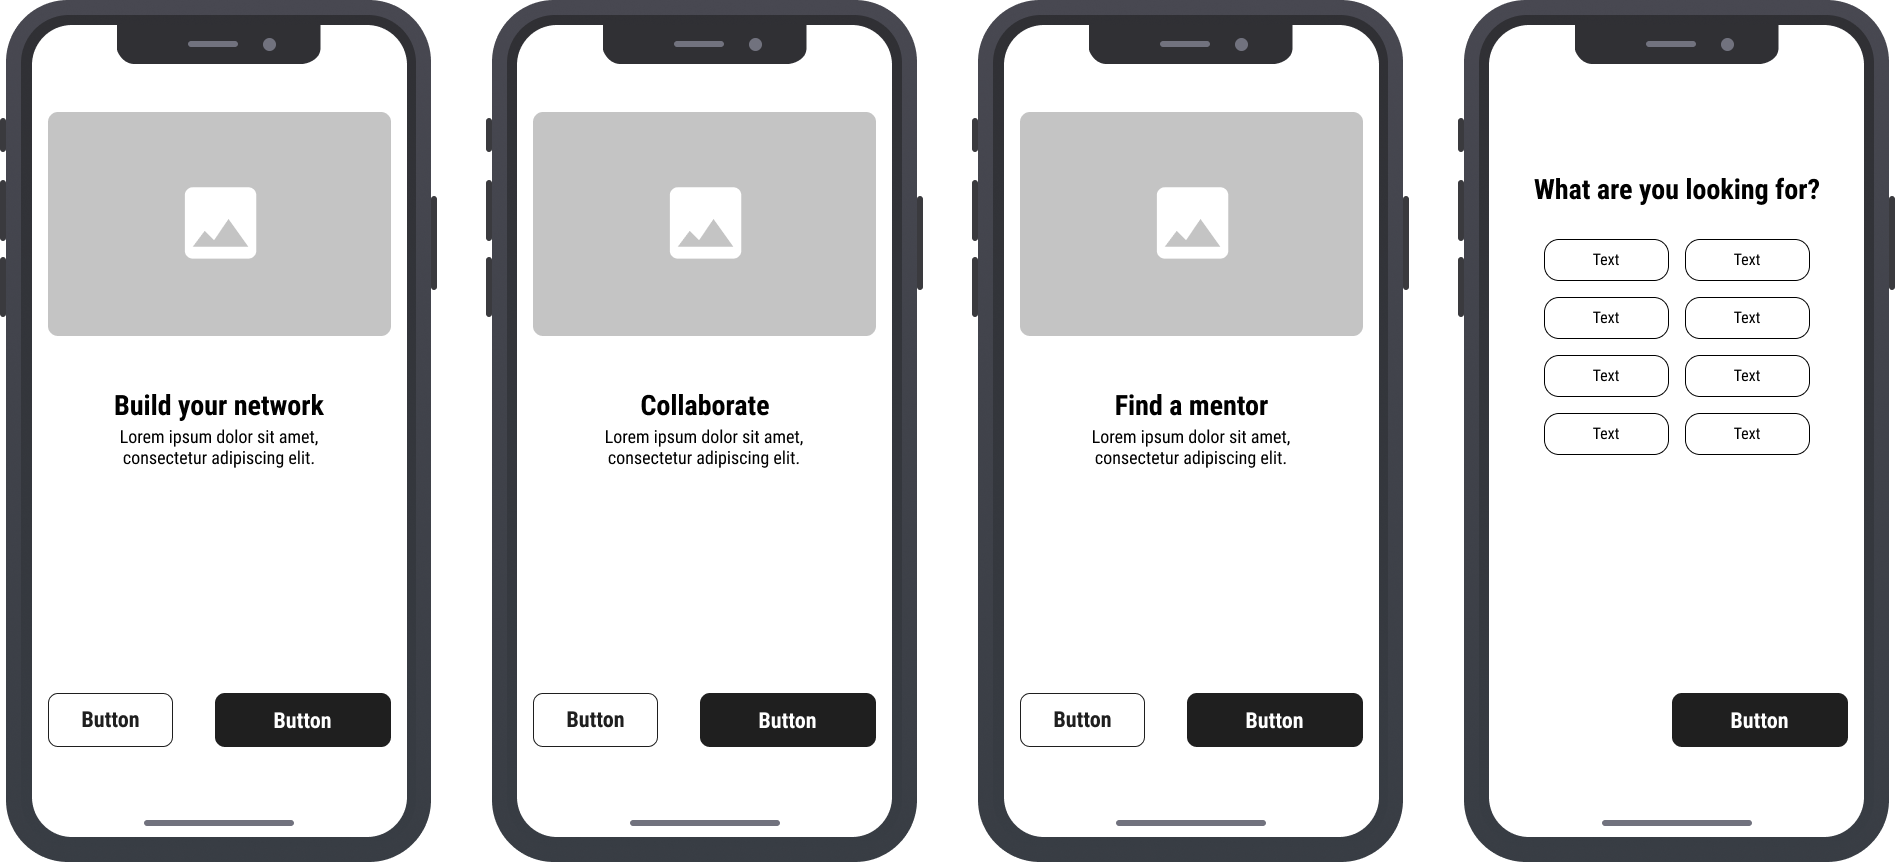 Build your network
Lorem ipsum dolor sit amet,
consectetur adipiscing elit.
Button
Button
Collaborate
Lorem ipsum dolor sit amet,
consectetur adipiscing elit.
Button
Button
Find a mentor
Lorem ipsum dolor sit amet,
consectetur adipiscing elit.
Button
Button
What are you looking for?
Text
Text
Text
Text
Text
Text
Text
Text
Button